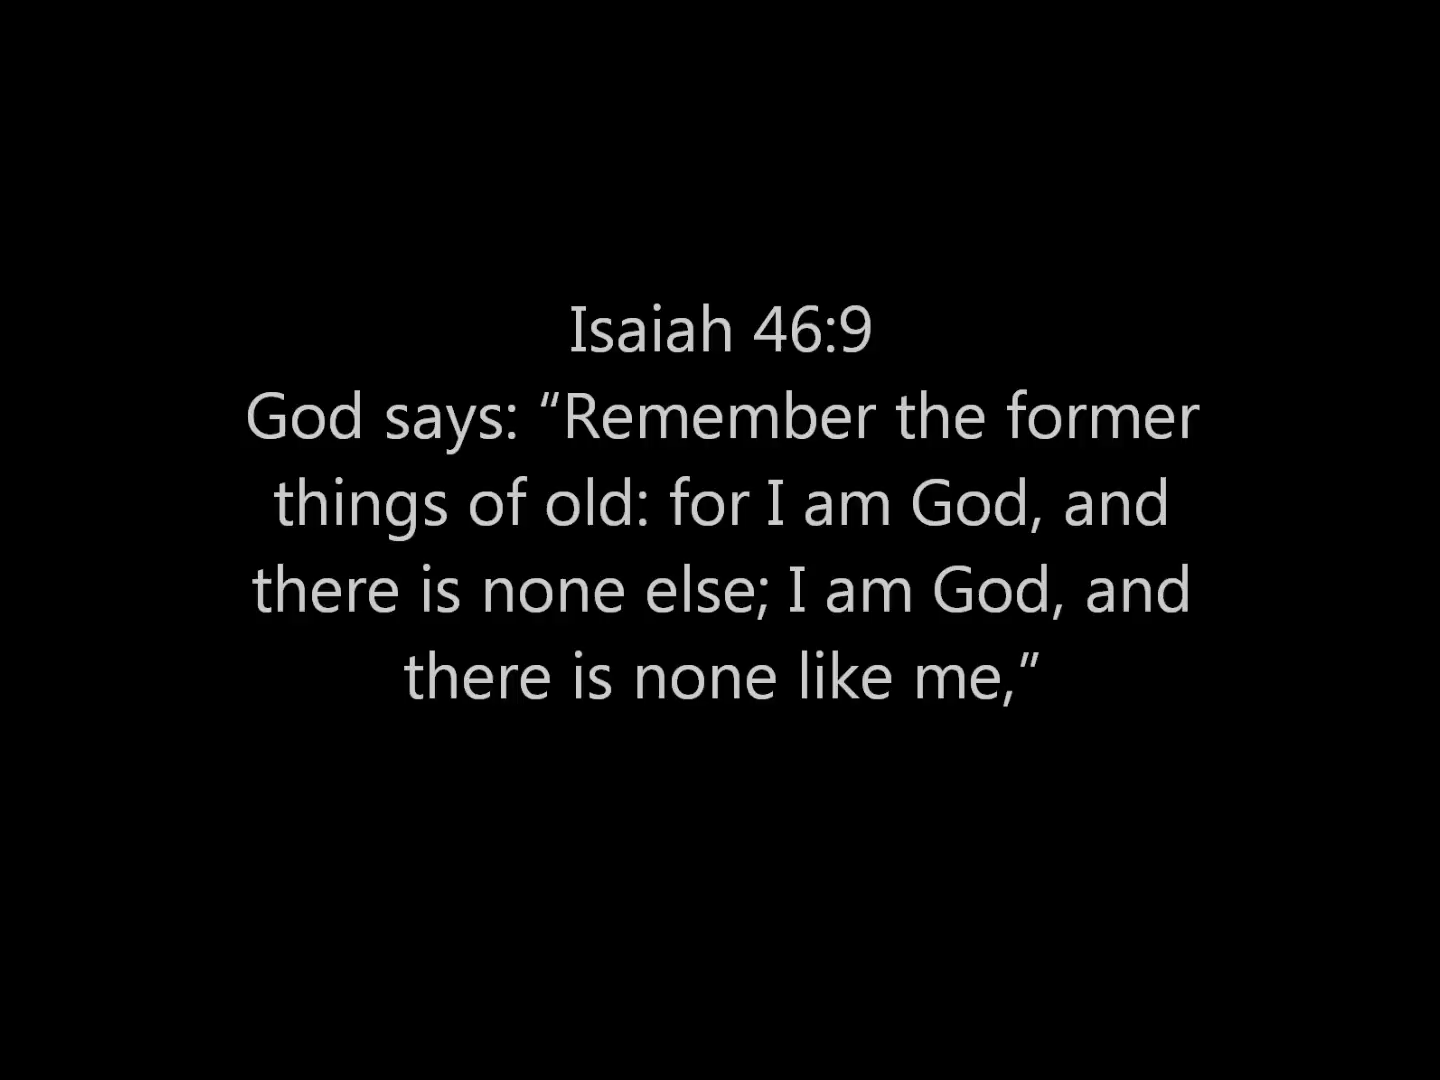 Isaiah 46:9
God says: “Remember the former
things of old: for I am God, and
there is none else; I am God, and
there is none like me,”